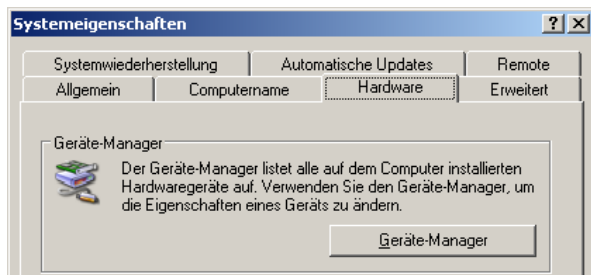 Systemeigenschaften
Systemwiederherstellung Automatische Updates Remote
Allgemein Computername Hardware Erweitert
Geräte-Manager
Der Geräte-Manager listet alle auf dem Computer installierten
Hardwaregeräte auf. Verwenden Sie den Geräte-Manager, um
die Eigenschaften eines Geräts zu ändern.
Geräte-Manager